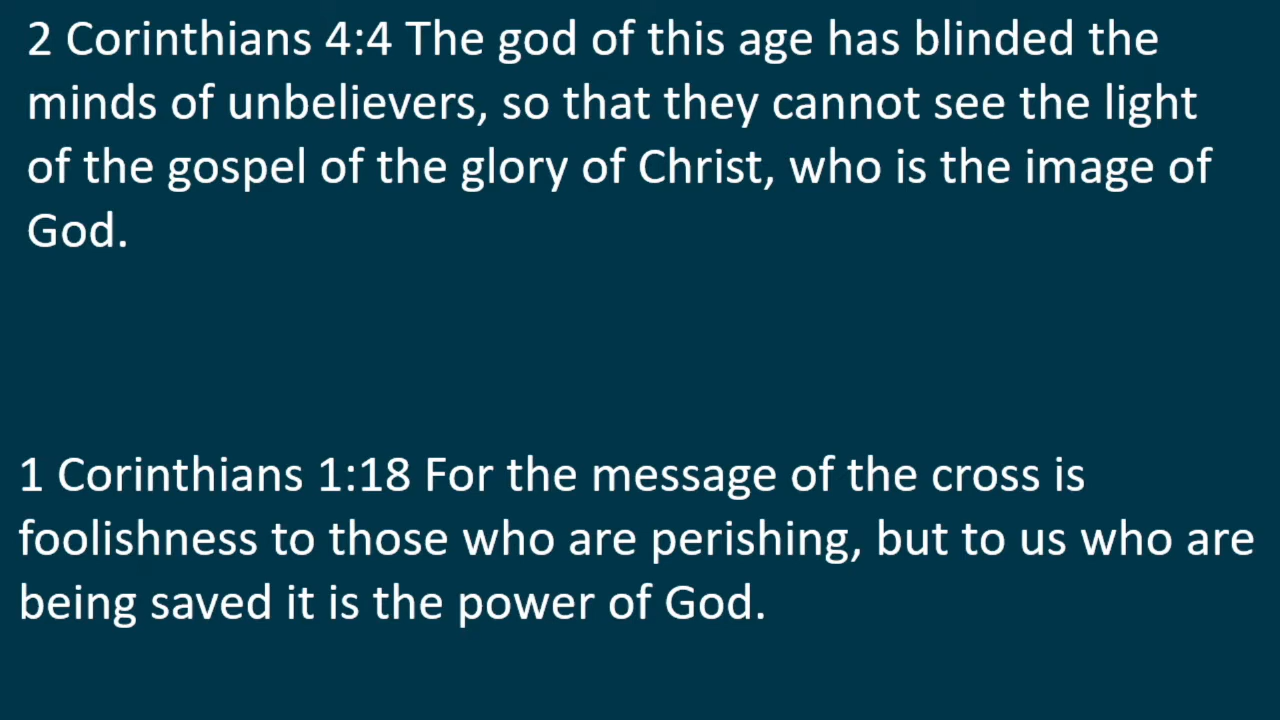 2 Corinthians 4:4 The god of this age has blinded the
minds of unbelievers, so that they cannot see the light
of the gospel of the glory of Christ, who is the image of
God.
1 Corinthians 1:18 For the message of the cross is
foolishness to those who are perishing, but to us who are
being saved it is the power of God.